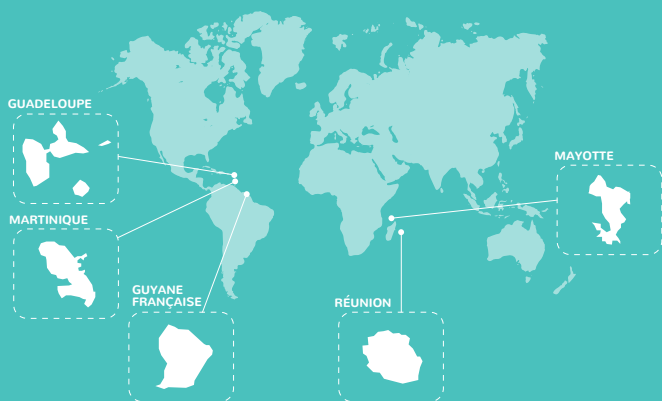 GUADELOUPE
MAYOTTE
MARTINIQUE
GUYANE
FRANÇAISE
RÉUNION